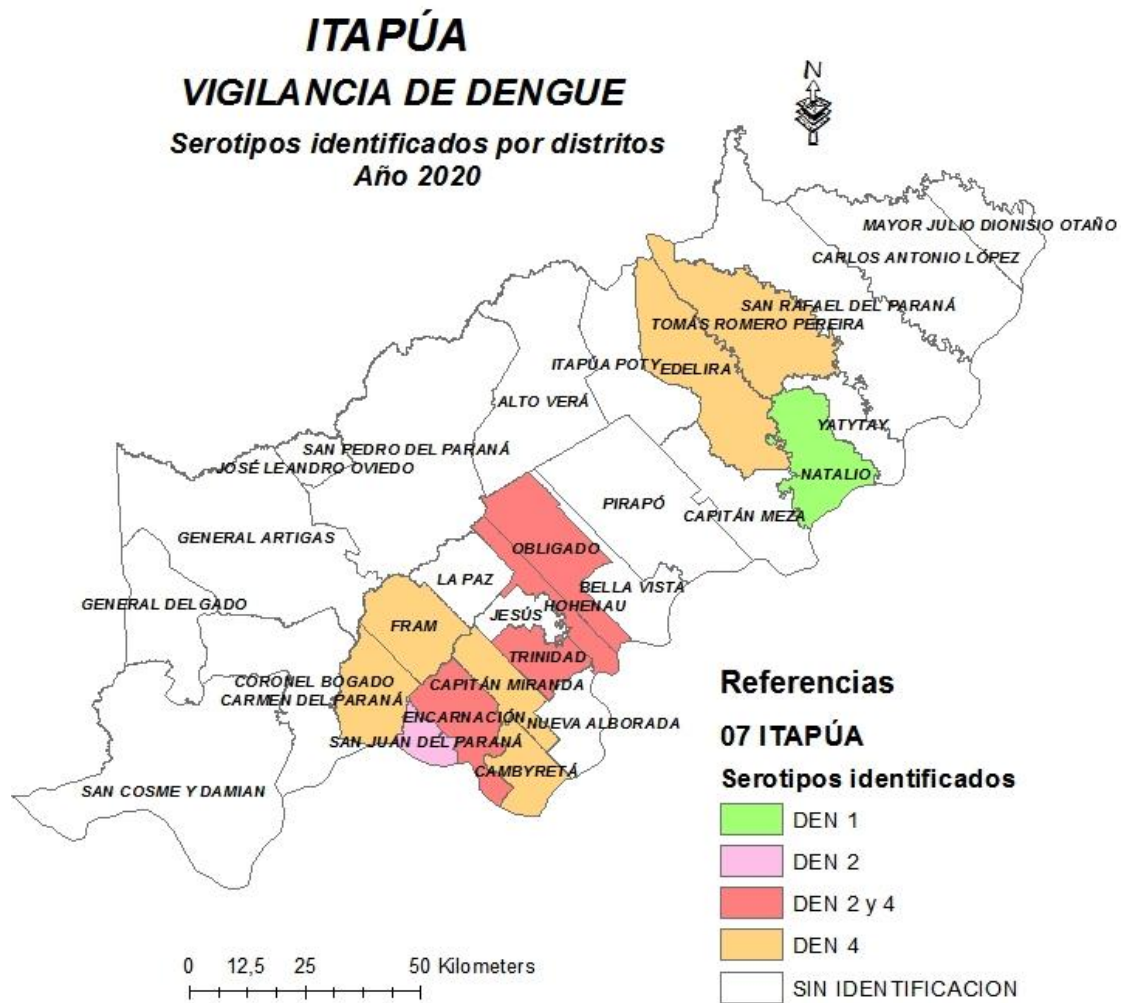 ITAPÚA
VIGILANCIA DE DENGUE
Serotipos identificados por distritos
Año 2020
N
MAYOR JULIO DIONISIO OTAÑO
CARLOS ANTONIO LÓPEZ
SAN RAFAEL DEL PARANÁ
TOMÁS ROMERO PEREIRA
ITAPÚA POTY
EDELIRA
ALTO VERÁ
YATYTAY
SAN PEDRO DEL PARANÁ
JOSÉ LEANDRO OVIEDO
NATALIO
PIRAPÓ
CAPITÁN MEZA
GENERAL ARTIGAS
OBLIGADO
LA PAZ
BELLA VISTA
GENERAL DELGADO
HOHENAU
JESÚS
FRAM
TRINIDAD
CORONEL BOGADO
CAPITÁN MIRANDA
CARMEN DEL PARANÁ
ENCARNACIÓN
NUEVA ALBORADA
SAN JUAN DEL PARANÁ
CAMBYRETÁ
SAN COSME Y DAMIAN
Referencias
07 ITAPÚA
Serotipos identificados
DEN 1
DEN 2
DEN 2 y 4
DEN 4
SIN IDENTIFICACION
0 12,5 25 50 Kilometers